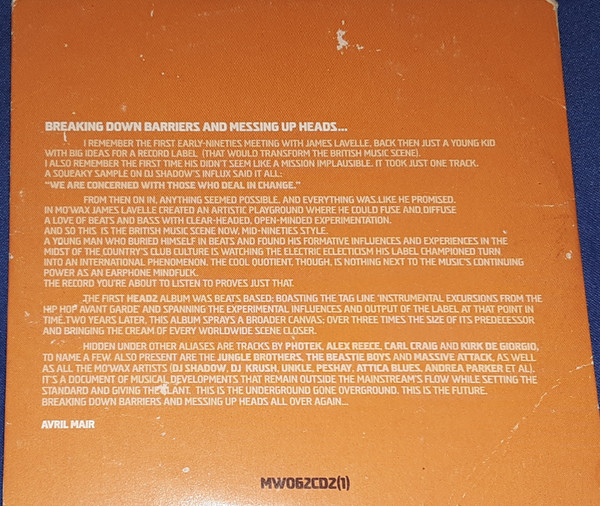 BREAKING DOWN BARRIERS AND MESSING UP HEADS...
I REMEMBER THE FIRST EARLY-NINETIES MEETING WITH JAMES LAVELLE, BACK THEN JUST A YOUNG KID
WITH BIG IDEAS FOR A RECORD LABEL (THAT WOULD TRANSFORM THE BRITISH MUSIC SCENE).
I ALSO REMEMBER THE FIRST TIME HIS DIDN'T SEEM LIKE A MISSION IMPLAUSIBLE. IT TOOK JUST ONE TRACK.
A SQUEAKY SAMPLE ON DJ SHADOW'S INFLUX SAID IT ALL:
"WE ARE CONCERNED WITH THOSE WHO DEAL IN CHANGE."
FROM THEN ON IN, ANYTHING SEEMED POSSIBLE, AND EVERYTHING WAS LIKE HE PROMISED.
IN MO'WAX JAMES LAVELLE CREATED AN ARTISTIC PLAYGROUND WHERE HE COULD FUSE AND DIFFUSE
A LOVE OF BEATS AND BASS WITH CLEAR-HEADED, OPEN-MINDED EXPERIMENTATION.
AND SO THIS IS THE BRITISH MUSIC SCENE NOW, MID-NINETIES STYLE.
A YOUNG MAN WHO BURIED HIMSELF IN BEATS AND FOUND HIS FORMATIVE INFLUENCES AND EXPERIENCES IN THE
MIDST OF THE COUNTRY'S CLUB CULTURE IS WATCHING THE ELECTRIC ECLECTICISM HIS LABEL CHAMPIONED TURN
INTO AN INTERNATIONAL PHENOMENON. THE COOL QUOTIENT, THOUGH, IS NOTHING NEXT TO THE MUSIC'S CONTINUING
POWER AS AN EARPHONE MINDFUCK.
THE RECORD YOU'RE ABOUT TO LISTEN TO PROVES JUST THAT.
THE FIRST HEADZ ALBUM WAS BEATS BASED; BOASTING THE TAG LINE 'INSTRUMENTAL EXCURSIONS FROM THE
HIP HOP AVANT GARDE' AND SPANNING THE EXPERIMENTAL INFLUENCES AND OUTPUT OF THE LABEL AT THAT POINT IN
TIME. TWO YEARS LATER, THIS ALBUM SPRAYS A BROADER CANVAS: OVER THREE TIMES THE SIZE OF ITS PREDECESSOR
AND BRINGING THE CREAM OF EVERY WORLDWIDE SCENE CLOSER.
HIDDEN UNDER OTHER ALIASES ARE TRACKS BY PHOTEK, ALEX REECE, CARL CRAIG AND KIRK DE GIORGIO,
TO NAME A FEW. ALSO PRESENT ARE THE JUNGLE BROTHERS, THE BEASTIE BOYS AND MASSIVE ATTACK, AS WELL
AS ALL THE MO'WAX ARTISTS (DJ SHADOW, DJ KRUSH, UNKLE, PESHAY, ATTICA BLUES, ANDREA PARKER ET AL).
IT'S A DOCUMENT OF MUSICAL DEVELOPMENTS THAT REMAIN OUTSIDE THE MAINSTREAM'S FLOW WHILE SETTING THE
STANDARD AND GIVING THE SLANT. THIS IS THE UNDERGROUND GONE OVERGROUND. THIS IS THE FUTURE.
BREAKING DOWN BARRIERS AND MESSING UP HEADS ALL OVER AGAIN...
AVRIL MAIR
MW062CD2(1)